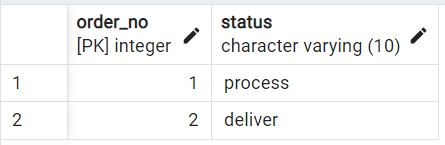 order_no status
[PK] integer character varying (10)
1 1 process
2 2 deliver